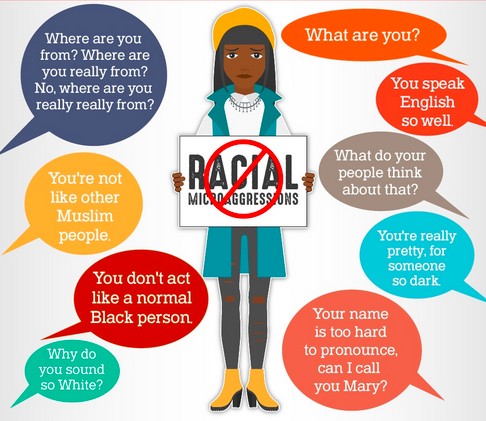 Where are you
from? Where are
you really from?
No, where are you
really really from?
What are you?
You speak
English
so well.
You're not
like other
Muslim
people.
RACIAL
MICROAGGRESSIONS
What do your
people think
about that?
You're really
pretty, for
someone
so dark.
You don't act
like a normal
Black person.
Your name
is too hard
to pronounce,
can I call
you Mary?
Why do
you sound
so White?